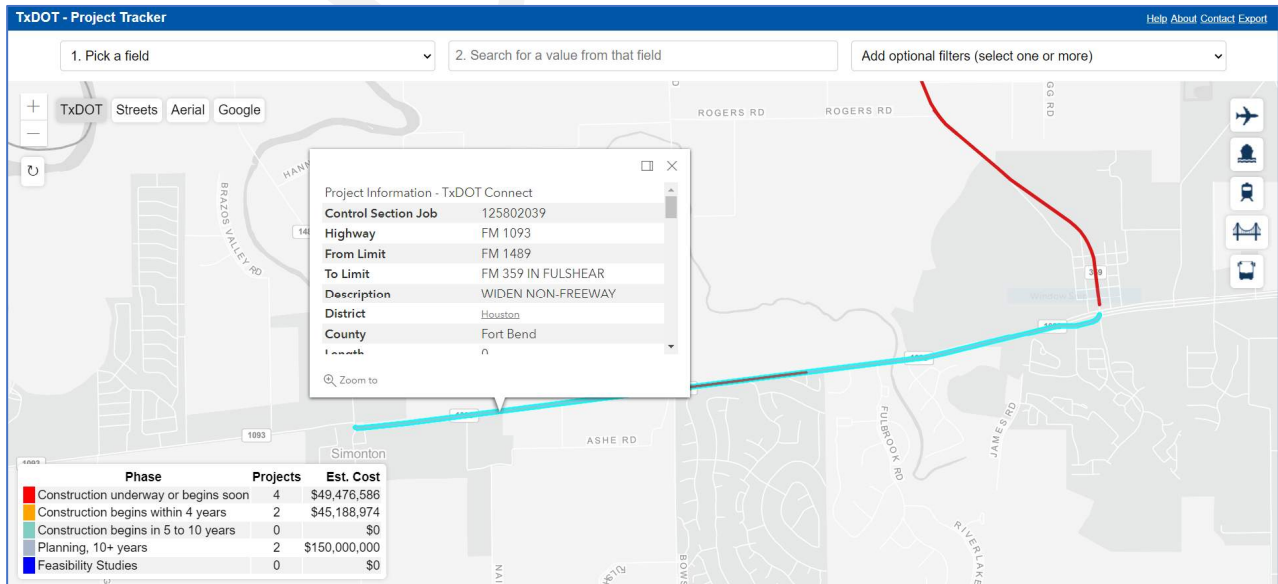 TxDOT - Project Tracker
Help About Contact Export
1. Pick a field
2. Search for a value from that field
Add optional filters (select one or more)
TxDOT Streets Aerial Google
ROGERS RD
ROGERS RD
BRAZOS VALLEY RD
Project Information - TxDOT Connect
Control Section Job 125802039
Highway FM 1093
From Limit FM 1489
To Limit FM 359 IN FULSHEAR
Description WIDEN NON-FREEWAY
District Houston
County Fort Bend
Length 0
Zoom to
1093
ASHE RD
Simonton
FULBROOK RD
JAMES RD
Phase Projects Est. Cost
Construction underway or begins soon 4 $49,476,586
Construction begins within 4 years 2 $45,188,974
Construction begins in 5 to 10 years 0 $0
Planning, 10+ years 2 $150,000,000
Feasibility Studies 0 $0